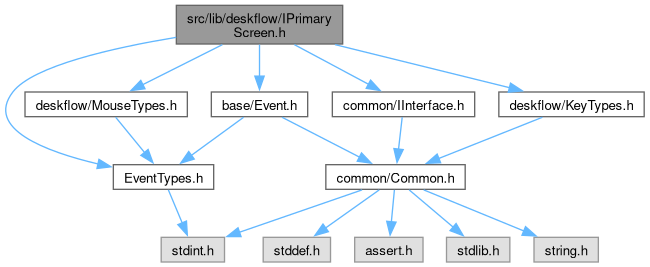 src/lib/deskflow/IPrimary
Screen.h
deskflow/MouseTypes.h
base/Event.h
common/IInterface.h
deskflow/KeyTypes.h
EventTypes.h
common/Common.h
stdint.h
stddef.h
assert.h
stdlib.h
string.h